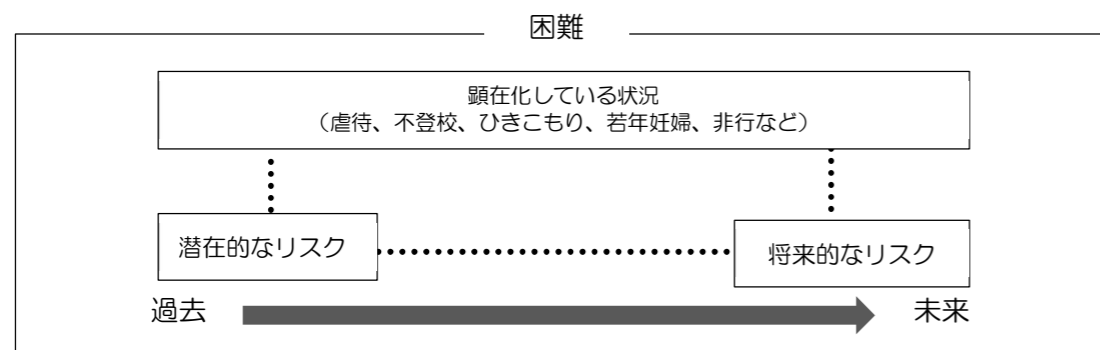 困難
顕在化している状況
（虐待、不登校、ひきこもり、若年妊婦、非行など）
潜在的なリスク
将来的なリスク
過去
未来